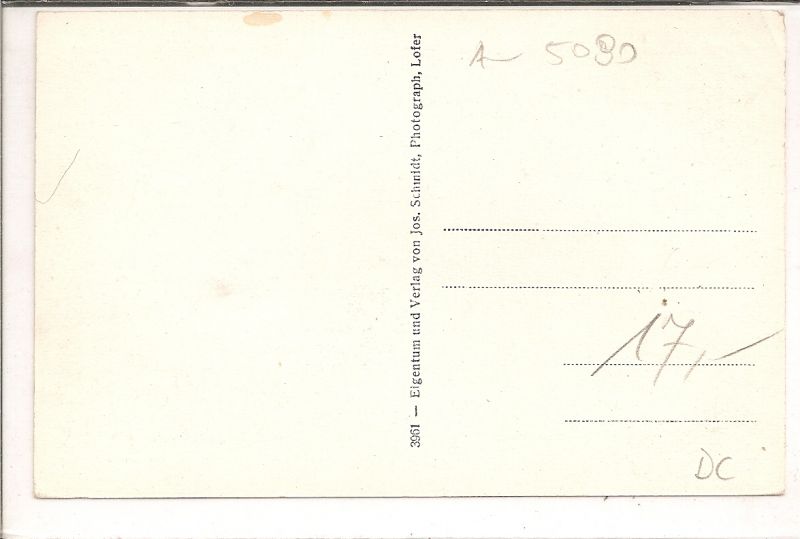 A — 5090
3961 — Eigentum und Verlag von Jos. Schmidt, Photograph, Lofer
17,—
DC